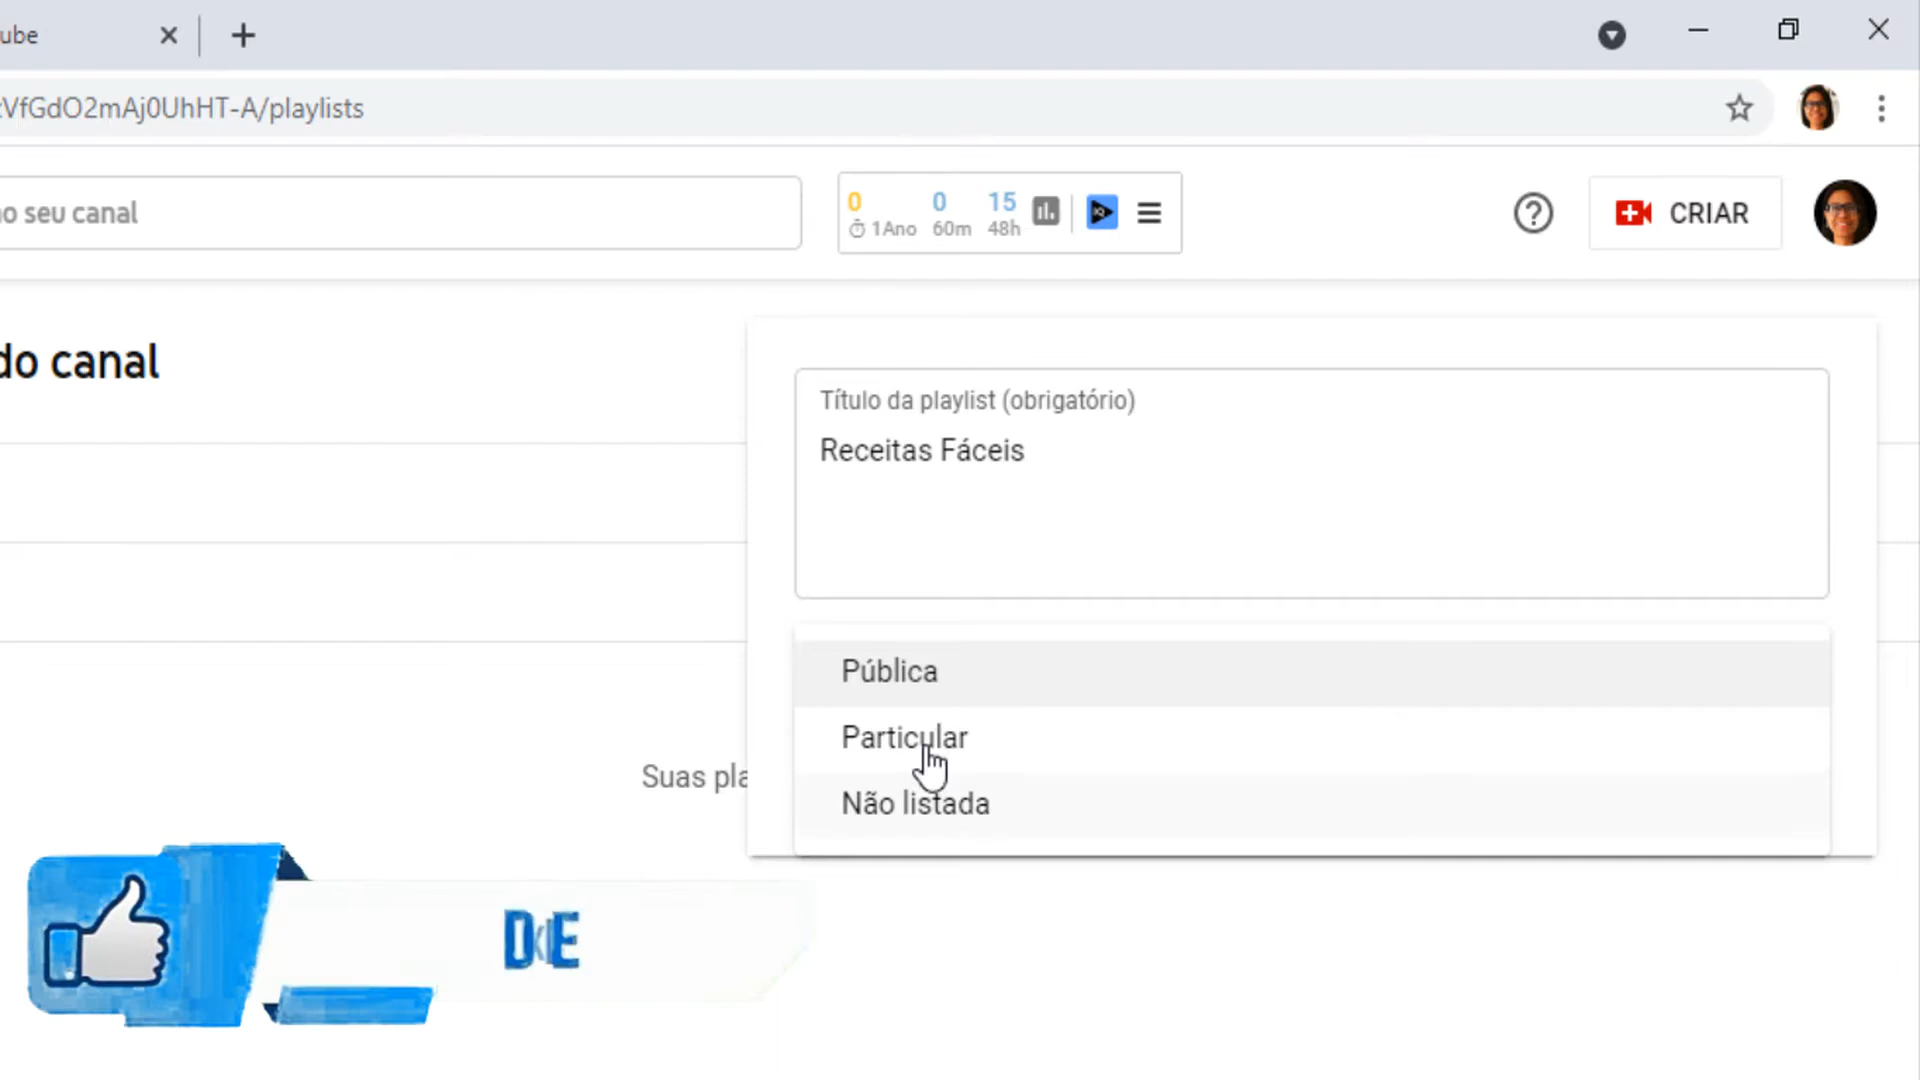 ube
VfGdO2mAj0UhHT-A/playlists
o seu canal
0 0 15
1Ano 60m 48h
CRIAR
do canal
Título da playlist (obrigatório)
Receitas Fáceis
Pública
Particular
Não listada
Suas pla